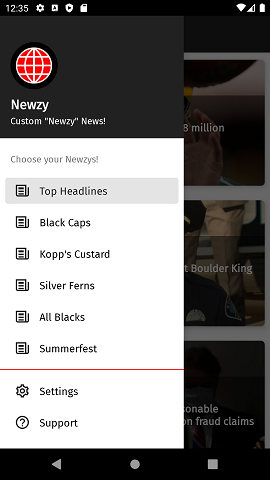 12:35
Newzy
Custom "Newzy" News!
Choose your Newzys!
Top Headlines
Black Caps
Kopp's Custard
Silver Ferns
All Blacks
Summerfest
Settings
Support
8 million
t Boulder King
sonable
n fraud claims